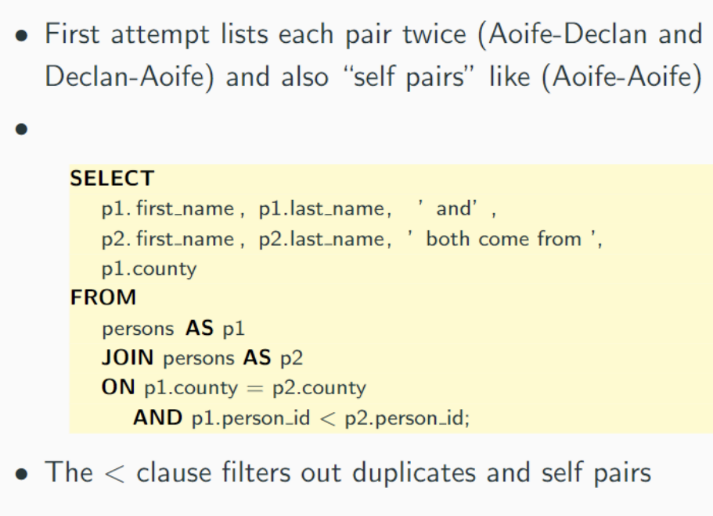 • First attempt lists each pair twice (Aoife-Declan and
Declan-Aoife) and also “self pairs” like (Aoife-Aoife)
•
SELECT
p1. first_name , p1.last_name, ' and' ,
p2. first_name , p2.last_name, ' both come from ',
p1.county
FROM
persons AS p1
JOIN persons AS p2
ON p1.county = p2.county
AND p1.person_id < p2.person_id;
• The < clause filters out duplicates and self pairs